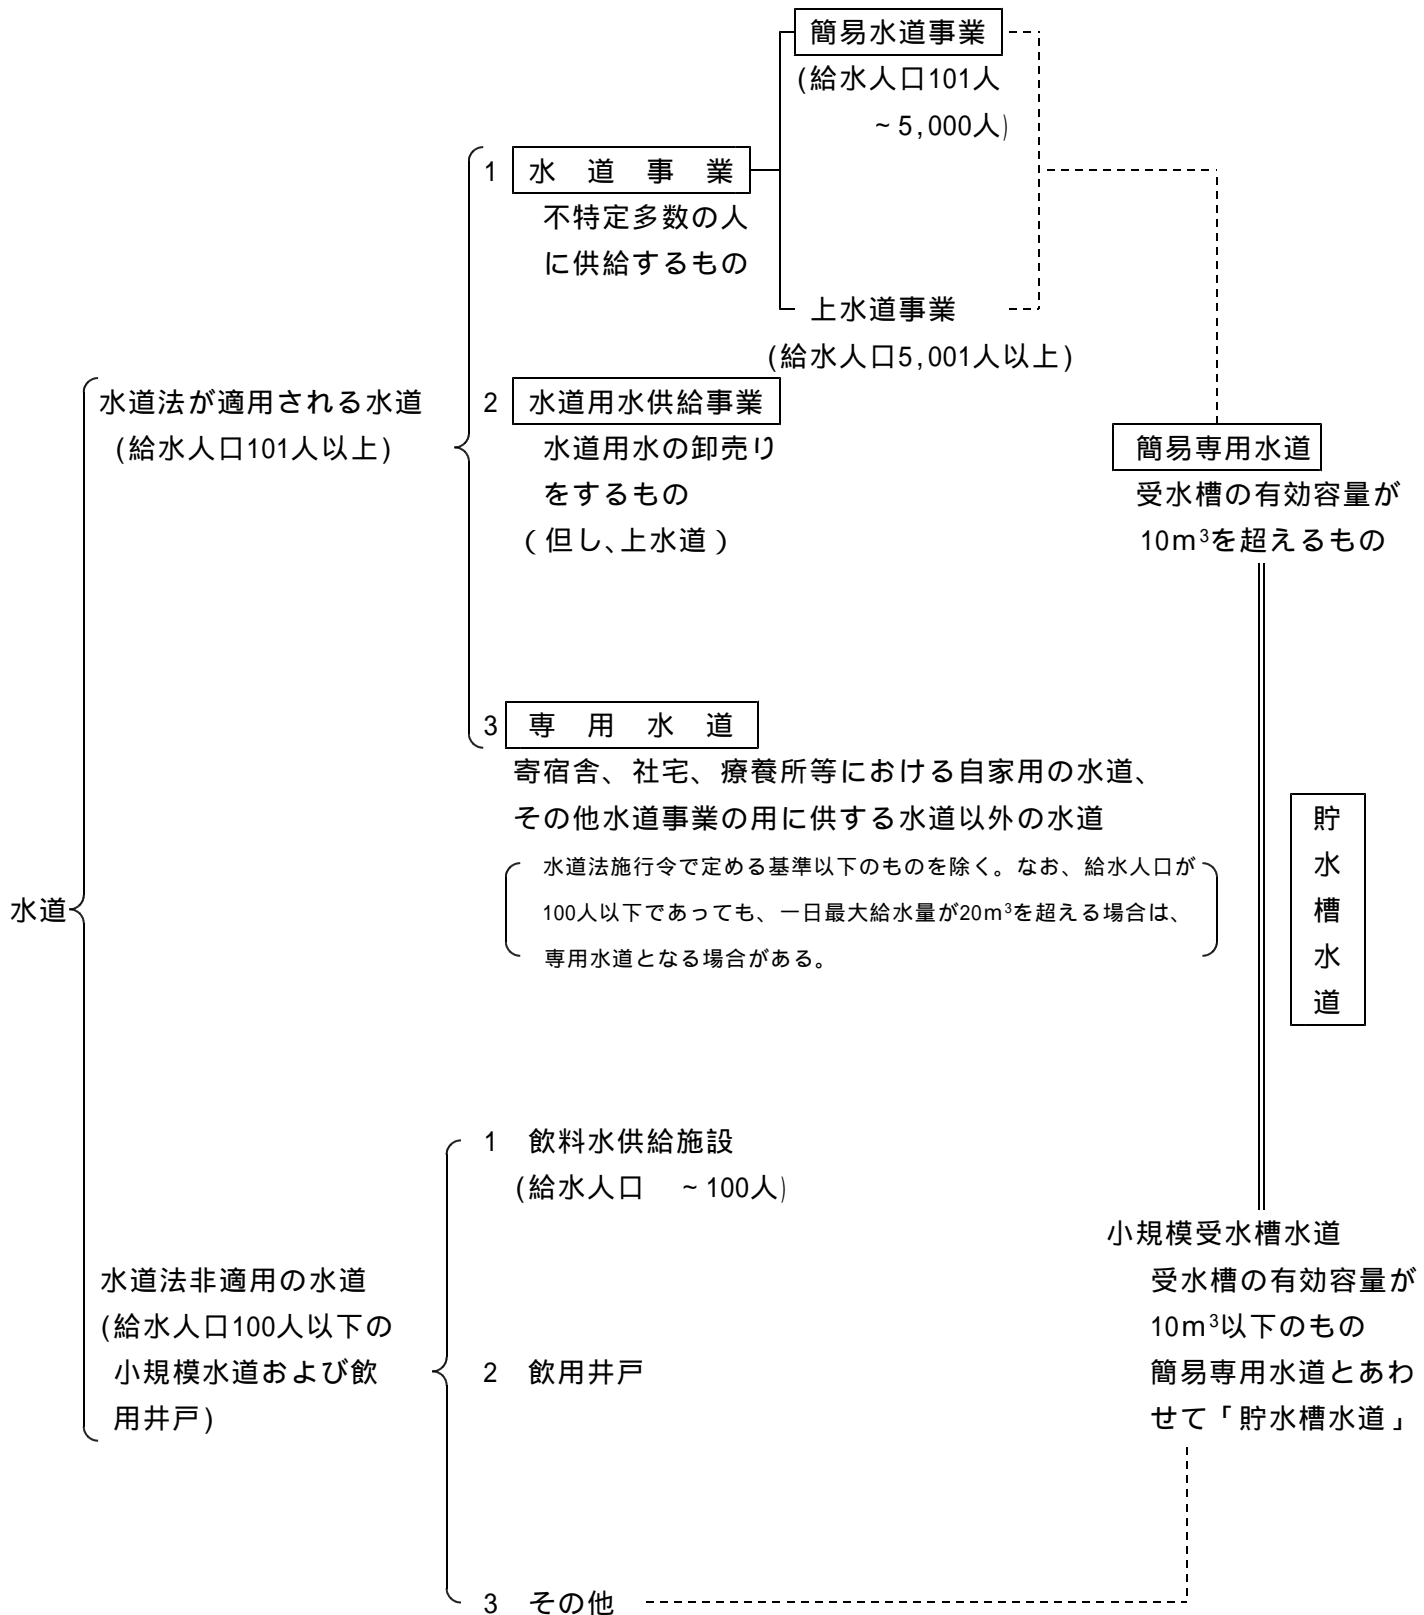 簡易水道事業
(給水人口101人
～5,000人)
1 水道事業
不特定多数の人
に供給するもの
上水道事業
(給水人口5,001人以上)
水道法が適用される水道
(給水人口101人以上)
2 水道用水供給事業
水道用水の卸売り
をするもの
(但し、上水道)
簡易専用水道
受水槽の有効容量が
10m³を超えるもの
3 専用水道
寄宿舎、社宅、療養所等における自家用の水道、
その他水道事業の用に供する水道以外の水道
水道法施行令で定める基準以下のものを除く。なお、給水人口が
100人以下であっても、一日最大給水量が20m³を超える場合は、
専用水道となる場合がある。
水道
貯水槽水道
1 飲料水供給施設
(給水人口 ～100人)
水道法非適用の水道
(給水人口100人以下の
小規模水道および飲
用井戸)
2 飲用井戸
小規模受水槽水道
受水槽の有効容量が
10m³以下のもの
簡易専用水道とあわ
せて「貯水槽水道」
3 その他